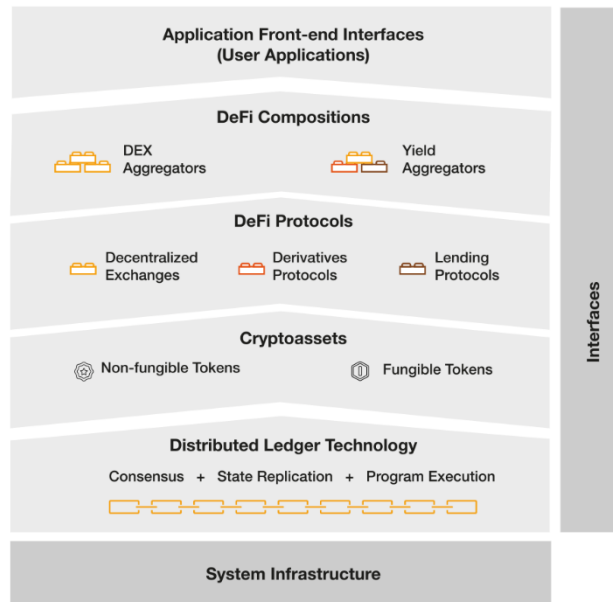 Application Front-end Interfaces
(User Applications)
DeFi Compositions
DEX
Aggregators
Yield
Aggregators
DeFi Protocols
Decentralized
Exchanges
Derivatives
Protocols
Lending
Protocols
Cryptoassets
Non-fungible Tokens
Fungible Tokens
Distributed Ledger Technology
Consensus + State Replication + Program Execution
System Infrastructure
Interfaces